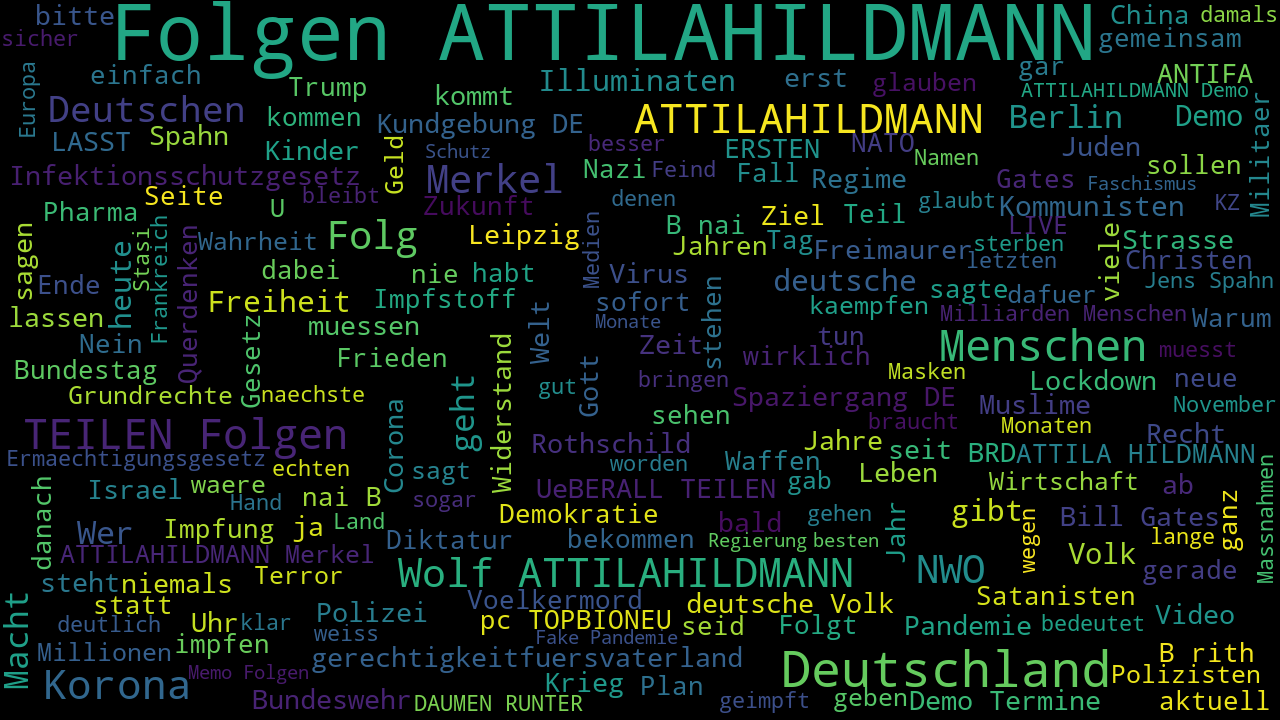 bitte
Folgen ATTILAHILDMANN
China
damals
sicher
gemeinsam
Europa
einfach
Trump
kommt
Illuminaten
erst
glauben
gar
ANTIFA
ATTILAHILDMANN Demo
Deutschen
kommen
Kundgebung DE
ATTILAHILDMANN
Berlin
Demo
Militaer
LASST
Spahn
Kinder
Geld
Schutz
besser
ERSTEN
NATO
Namen
Juden
sollen
Infektionsschutzgesetz
bleibt
Merkel
Nazi
Feind
Fall
Regime
Gates
Faschismus
Seite
Zukunft
denen
glaubt
Kommunisten
KZ
Pharma
U
Folg
Leipzig
Medien
B nai
Ziel
Teil
LIVE
sagen
heute
Stasi
Frankreich
Querdenken
Wahrheit
Jahren
Tag
Freimaurer
sterben
letzten
viele
Strasse
Christen
Ende
dabei
nie
habt
Virus
stehen
deutsche
sagte
dafuer
Jens Spahn
Freiheit
Impfstoff
sofort
kaempfen
Milliarden Menschen
Warum
lassen
Gesetz
muessen
Welt
Monate
tun
Nein
Frieden
Widerstand
Zeit
wirklich
Menschen
muesst
Bundestag
Grundrechte
naechste
geht
gut
Gott
bringen
Masken
Lockdown
neue
Corona
sehen
Spaziergang DE
braucht
Muslime
November
TEILEN Folgen
Rothschild
Jahre
seit
Monaten
Recht
Ermaechtigungsgesetz
echten
sagt
worden
Waffen
Leben
BRD
ATTILA HILDMANN
danach
Israel
waere
Hand
nai B
sogar
UeBERALL TEILEN
gab
Wirtschaft
ab
ganz
Massnahmen
Wer
Impfung
ja
Land
Demokratie
bald
gehen
Jahr
gibt
wegen
Bill Gates
lange
Diktatur
bekommen
Regierung
besten
ATTILAHILDMANN Merkel
Wolf ATTILAHILDMANN
NWO
Volk
gerade
steht
niemals
Terror
Macht
statt
Polizei
Voelkermord
deutsche Volk
Satanisten
deutlich
Uhr
klar
weiss
pc TOPBIONEU
seid
Folgt
Pandemie
bedeutet
Video
impfen
Fake Pandemie
Millionen
Memo Folgen
gerechtigkeitfuersvaterland
Deutschland
B rith
Korona
Krieg
Plan
Polizisten
Bundeswehr
DAUMEN RUNTER
geimpft
geben
Demo Termine
aktuell